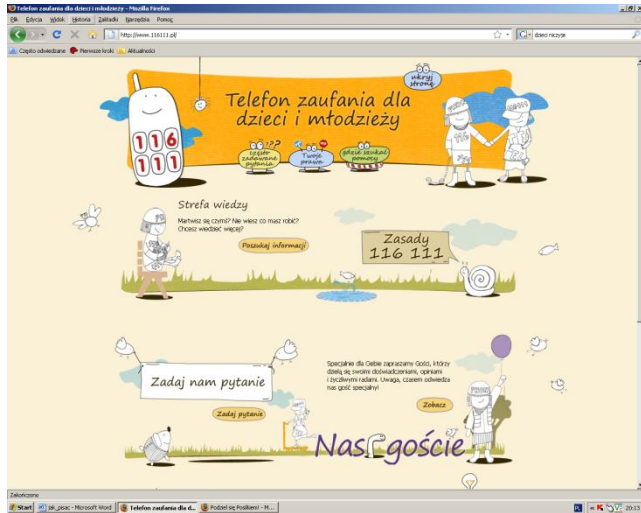 Telefon zaufania dla dzieci i młodzieży - Mozilla Firefox
Plik Edycja Widok Historia Zakładki Narzędzia Pomoc
http://www.116111.pl/
dzieci niczyje
Często odwiedzane Pierwsze kroki Aktualności
ukryj stronę
Telefon zaufania dla
dzieci i młodzieży
116
111
często zadawane pytania
Twoje prawa
gdzie szukać pomocy
Strefa wiedzy
Martwisz się czymś? Nie wiesz co masz robić?
Chcesz wiedzieć więcej?
Poszukaj informacji
Zasady
116 111
Zadaj nam pytanie
Zadaj pytanie
Specjalnie dla Ciebie zapraszamy Gości, którzy
dzielą się swoimi doświadczeniami, opiniami
i życzliwymi radami. Uwaga, czasem odwiedza
nas gość specjalny!
Zobacz
Nasi goście
Zakończono
Start
jak_pisac - Microsoft Word
Telefon zaufania dla d...
Podziel się Posiłkiem! - M...
PL
20:13